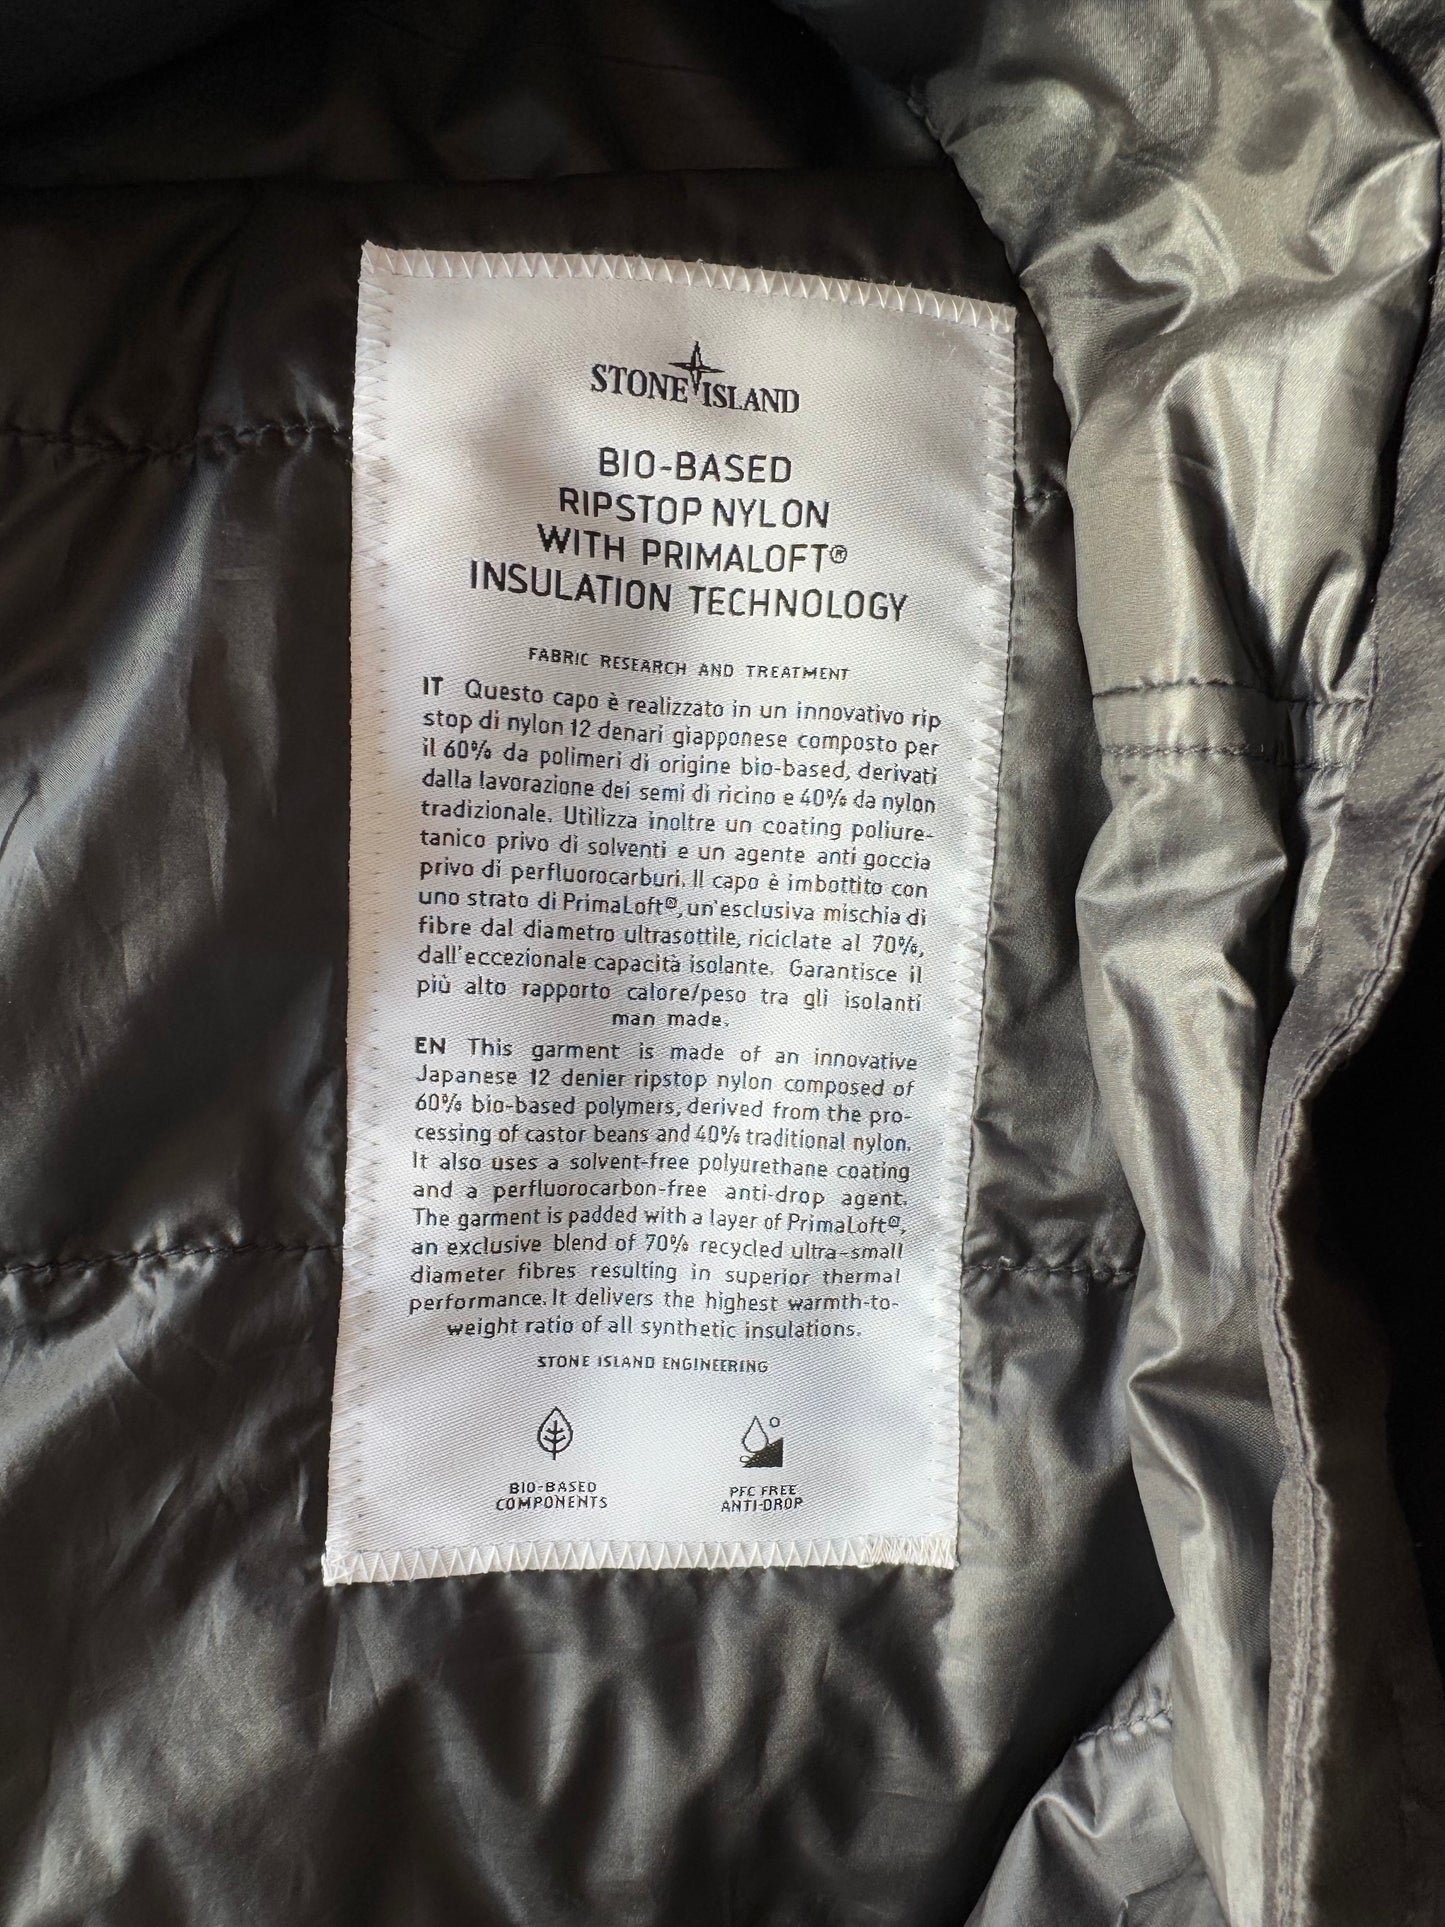 STONE ISLAND
BIO-BASED
RIPSTOP NYLON
WITH PRIMALOFT®
INSULATION TECHNOLOGY
FABRIC RESEARCH AND TREATMENT
IT Questo capo è realizzato in un innovativo rip
stop di nylon 12 denari giapponese composto per
il 60% da polimeri di origine bio-based, derivati
dalla lavorazione dei semi di ricino e 40% da nylon
tradizionale. Utilizza inoltre un coating poliure-
tanico privo di solventi e un agente anti goccia
privo di perfluorocarburi. Il capo è imbottito con
uno strato di PrimaLoft®, un'esclusiva mischia di
fibre dal diametro ultrasottile, riciclate al 70%,
dall'eccezionale capacità isolante. Garantisce il
più alto rapporto calore/peso tra gli isolanti
man made.
EN This garment is made of an innovative
Japanese 12 denier ripstop nylon composed of
60% bio-based polymers, derived from the pro-
cessing of castor beans and 40% traditional nylon.
It also uses a solvent-free polyurethane coating
and a perfluorocarbon-free anti-drop agent.
The garment is padded with a layer of PrimaLoft®,
an exclusive blend of 70% recycled ultra-small
diameter fibres resulting in superior thermal
performance. It delivers the highest warmth-to-
weight ratio of all synthetic insulations.
STONE ISLAND ENGINEERING
BIO-BASED
COMPONENTS
PFC FREE
ANTI-DROP